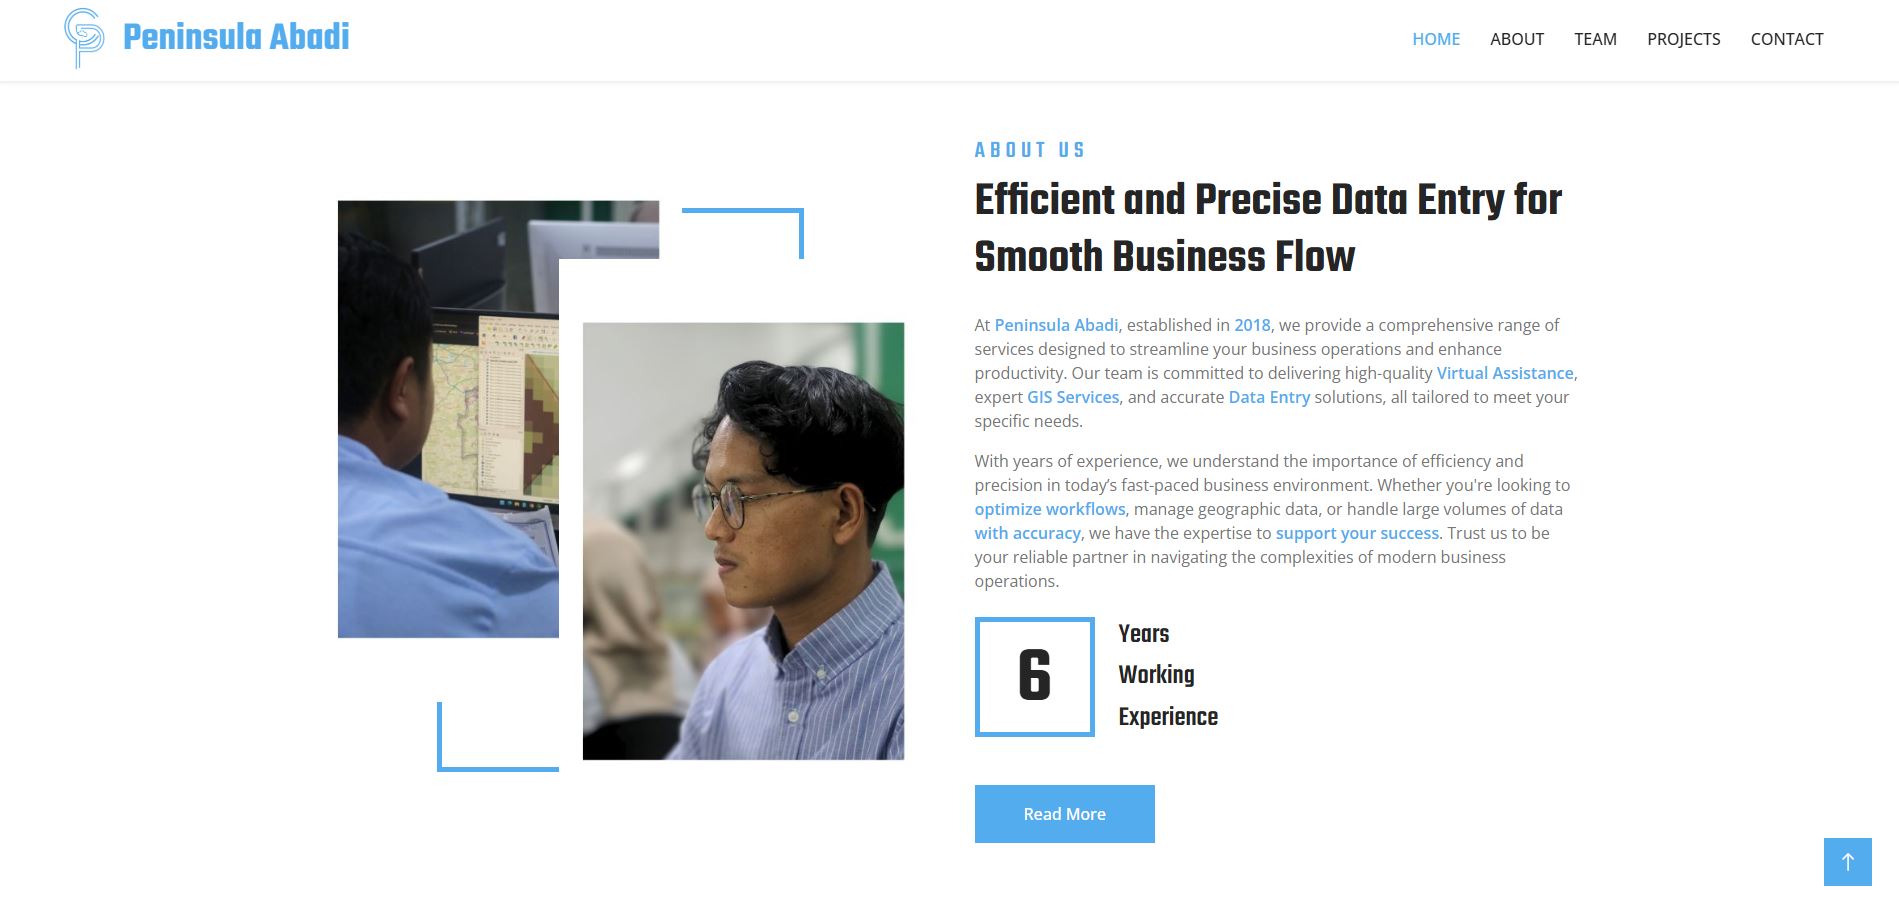 Peninsula Abadi
HOME ABOUT TEAM PROJECTS CONTACT
ABOUT US
Efficient and Precise Data Entry for
Smooth Business Flow
At Peninsula Abadi, established in 2018, we provide a comprehensive range of
services designed to streamline your business operations and enhance
productivity. Our team is committed to delivering high-quality Virtual Assistance,
expert GIS Services, and accurate Data Entry solutions, all tailored to meet your
specific needs.
With years of experience, we understand the importance of efficiency and
precision in today’s fast-paced business environment. Whether you're looking to
optimize workflows, manage geographic data, or handle large volumes of data
with accuracy, we have the expertise to support your success. Trust us to be
your reliable partner in navigating the complexities of modern business
operations.
6
Years
Working
Experience
Read More